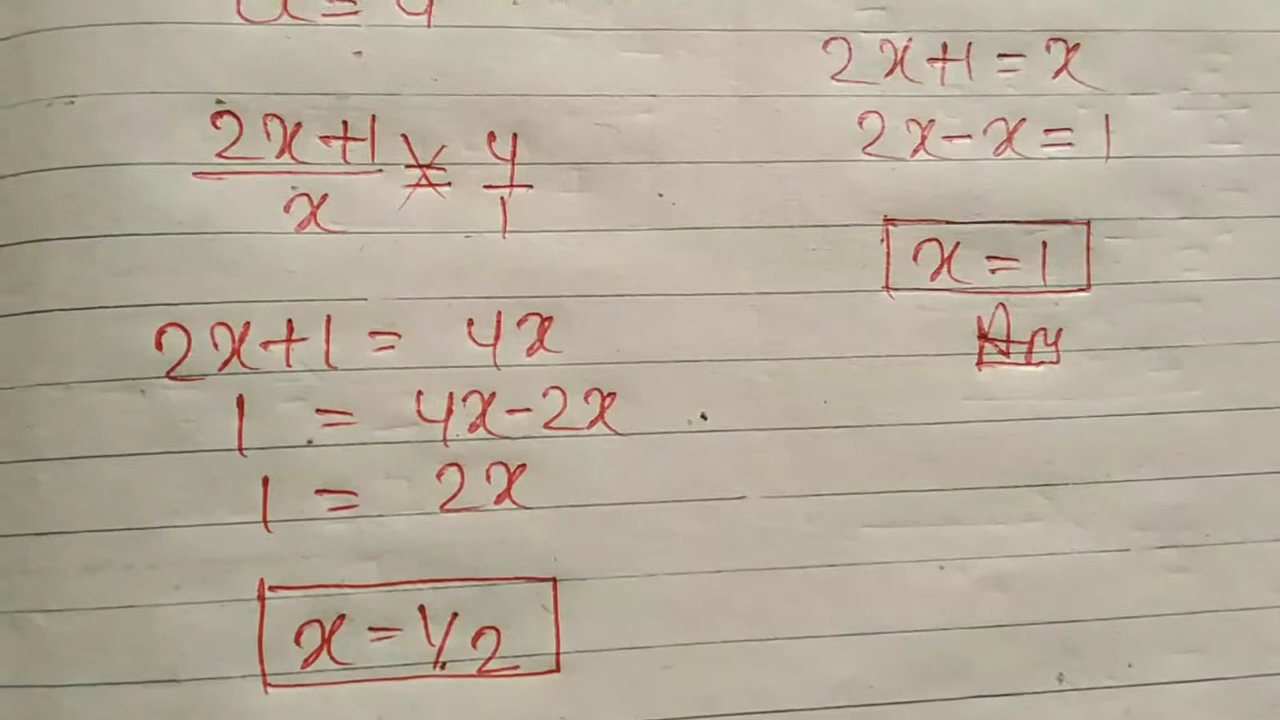 u = 4
2x+1/x = 4/1
2x+1 = 4x
1 = 4x-2x
1 = 2x
x = 1/2
2x+1 = x
2x-x = 1
x = 1
Ans